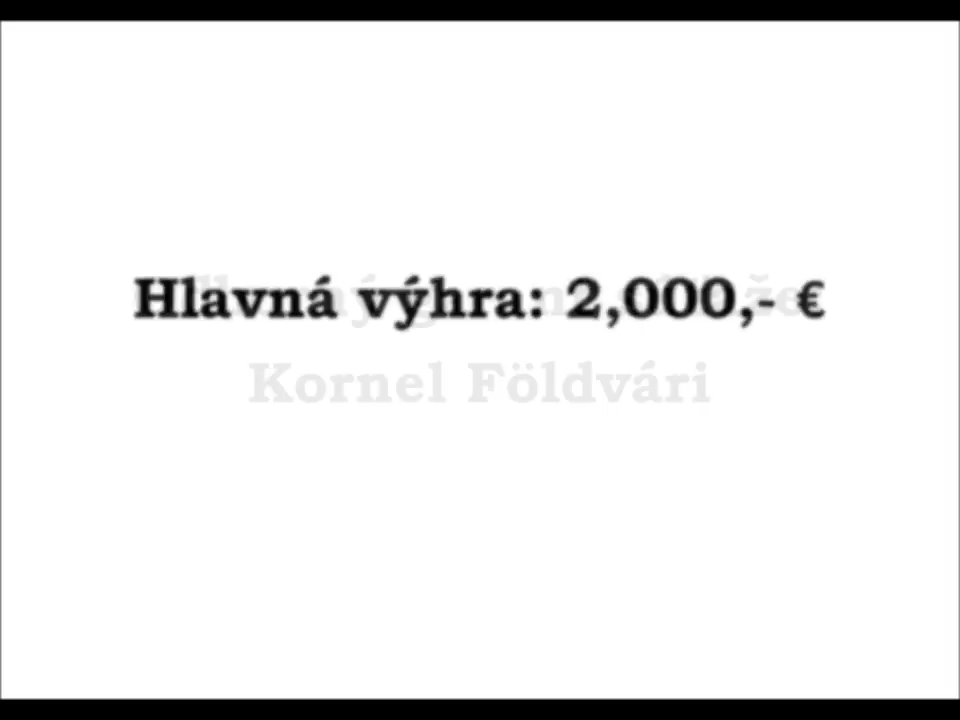 Hlavná výhra: 2,000,- €
Kornel Földvári